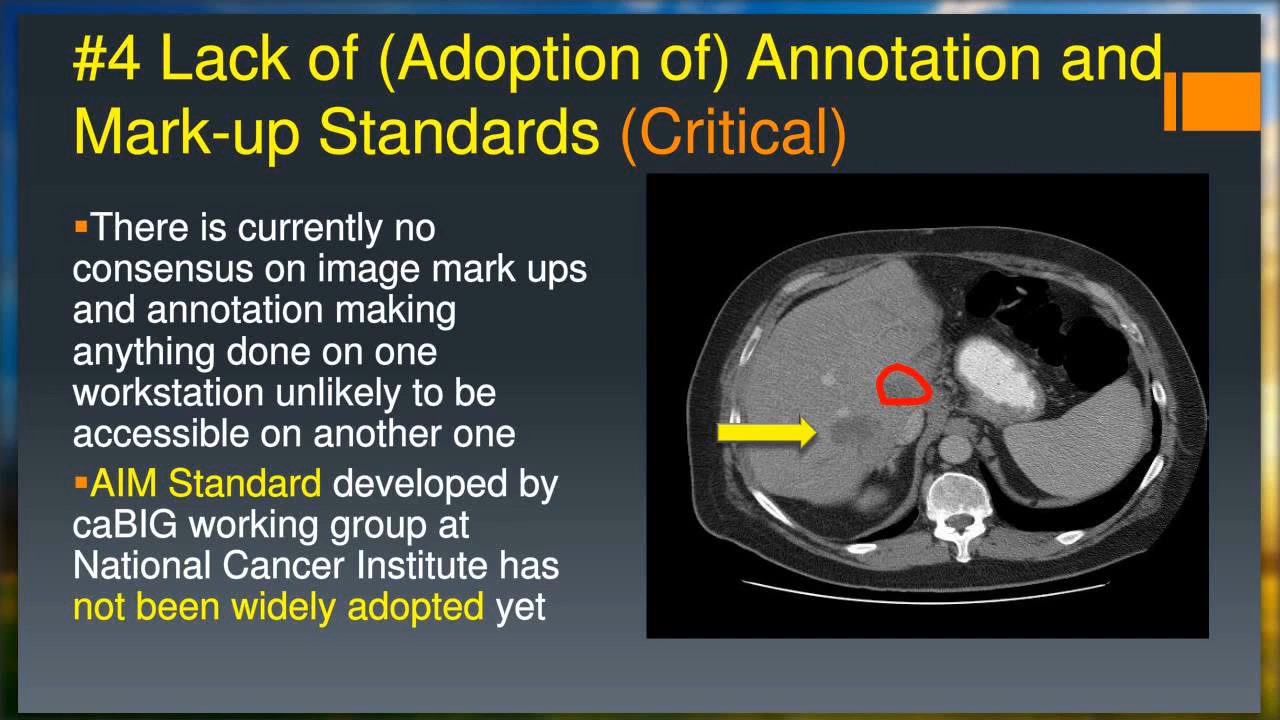 #4 Lack of (Adoption of) Annotation and
Mark-up Standards (Critical)
▪There is currently no
consensus on image mark ups
and annotation making
anything done on one
workstation unlikely to be
accessible on another one
▪AIM Standard developed by
caBIG working group at
National Cancer Institute has
not been widely adopted yet